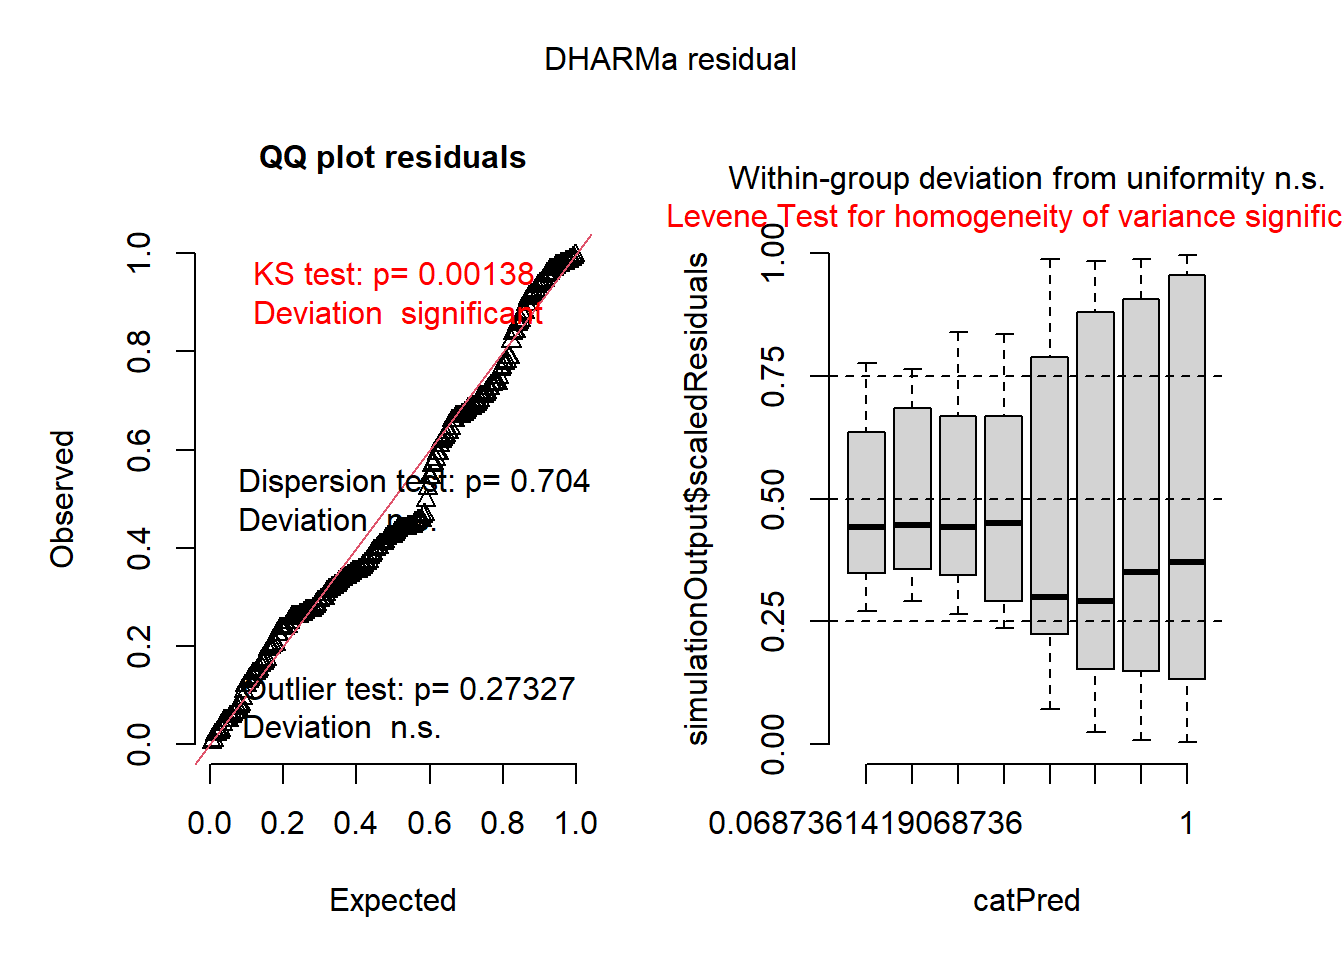 DHARMa residual
QQ plot residuals
KS test: p= 0.00138
Deviation  significant
Dispersion test: p= 0.704
Deviation  n.s.
Outlier test: p= 0.27327
Deviation  n.s.
Observed
0.0 0.2 0.4 0.6 0.8 1.0
0.0 0.2 0.4 0.6 0.8 1.0
Expected
Within-group deviation from uniformity n.s.
Levene Test for homogeneity of variance signific
simulationOutput$scaledResiduals
0.00 0.25 0.50 0.75 1.00
0.0687361419068736 1
catPred